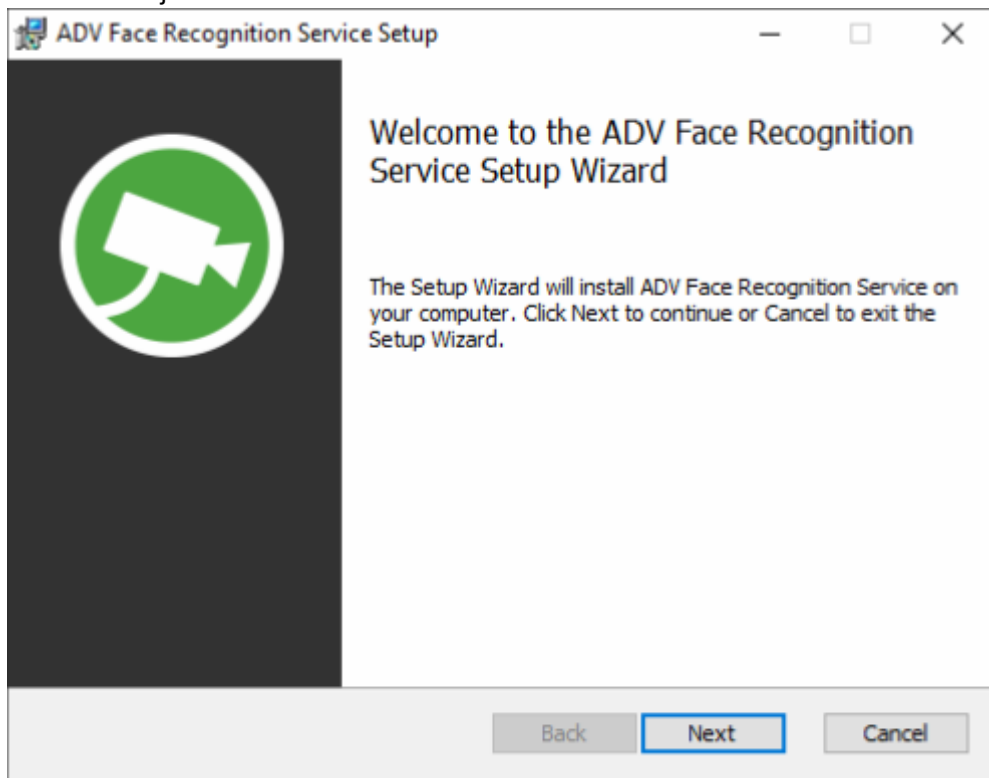 ADV Face Recognition Service Setup
Welcome to the ADV Face Recognition
Service Setup Wizard
The Setup Wizard will install ADV Face Recognition Service on
your computer. Click Next to continue or Cancel to exit the
Setup Wizard.
Back Next Cancel